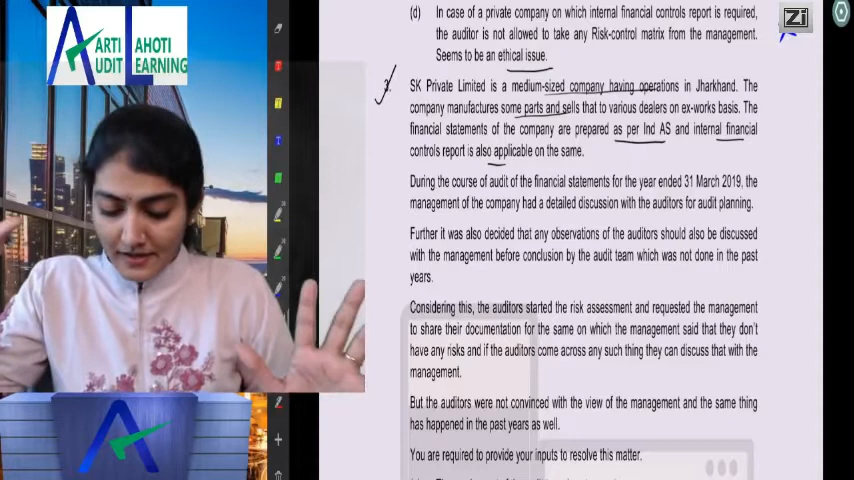 ARTI LAHOTI
AUDIT LEARNING
Zi
(d) In case of a private company on which internal financial controls report is required,
the auditor is not allowed to take any Risk-control matrix from the management.
Seems to be an ethical issue.
3. SK Private Limited is a medium-sized company having operations in Jharkhand. The
company manufactures some parts and sells that to various dealers on ex-works basis. The
financial statements of the company are prepared as per Ind AS and internal financial
controls report is also applicable on the same.
During the course of audit of the financial statements for the year ended 31 March 2019, the
management of the company had a detailed discussion with the auditors for audit planning.
Further it was also decided that any observations of the auditors should also be discussed
with the management before conclusion by the audit team which was not done in the past
years.
Considering this, the auditors started the risk assessment and requested the management
to share their documentation for the same on which the management said that they don't
have any risks and if the auditors come across any such thing they can discuss that with the
management.
But the auditors were not convinced with the view of the management and the same thing
has happened in the past years as well.
You are required to provide your inputs to resolve this matter.